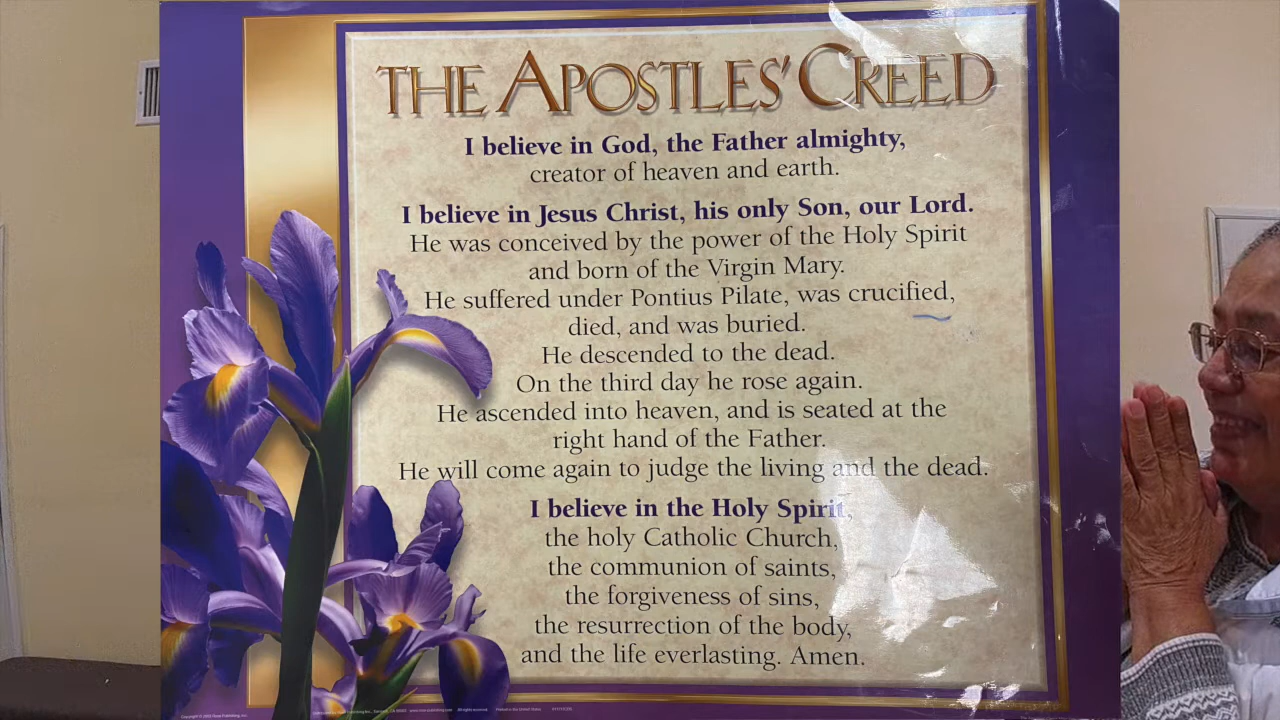 THE APOSTLES' CREED
I believe in God, the Father almighty,
creator of heaven and earth.
I believe in Jesus Christ, his only Son, our Lord.
He was conceived by the power of the Holy Spirit
and born of the Virgin Mary.
He suffered under Pontius Pilate, was crucified,
died, and was buried.
He descended to the dead.
On the third day he rose again.
He ascended into heaven, and is seated at the
right hand of the Father.
He will come again to judge the living and the dead.
I believe in the Holy Spirit,
the holy Catholic Church,
the communion of saints,
the forgiveness of sins,
the resurrection of the body,
and the life everlasting. Amen.